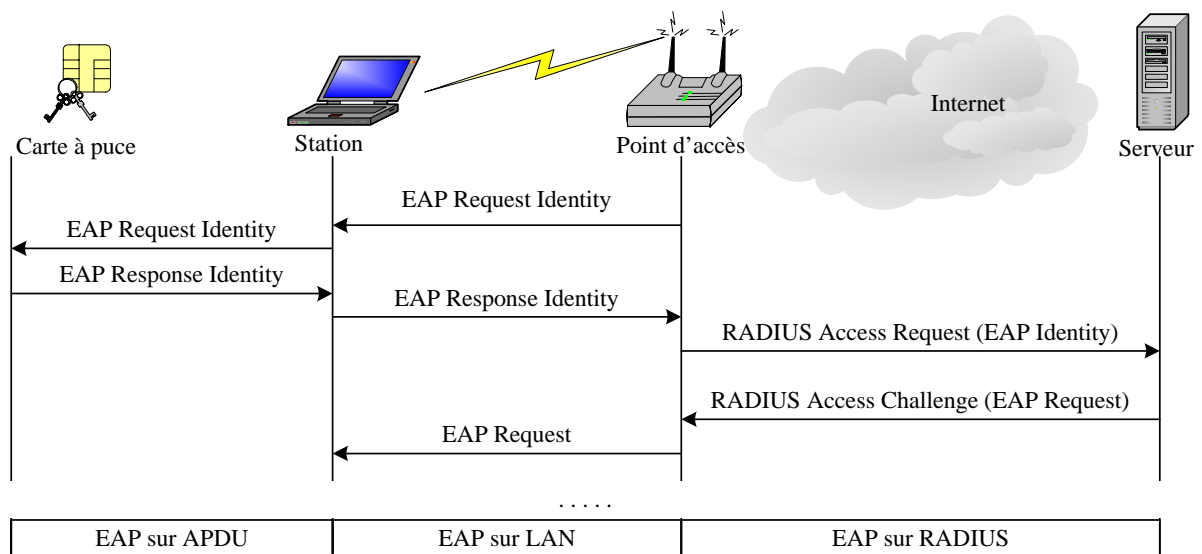 Internet
Carte à puce
Station
Point d'accès
Serveur
EAP Request Identity
EAP Request Identity
EAP Response Identity
EAP Response Identity
RADIUS Access Request (EAP Identity)
RADIUS Access Challenge (EAP Request)
EAP Request
. . . . .
EAP sur APDU
EAP sur LAN
EAP sur RADIUS